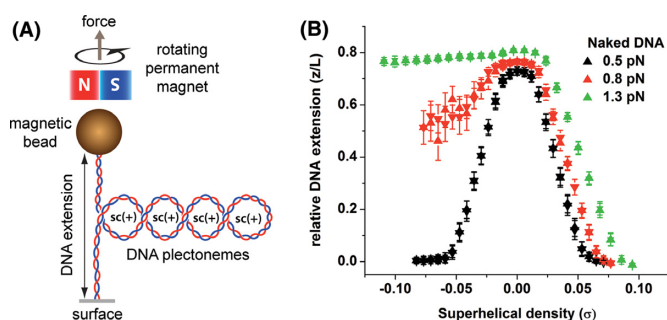 (A)
force
N S
rotating
permanent
magnet
magnetic
bead
DNA extension
sc(+) sc(+) sc(+) sc(+)
DNA plectonemes
surface
(B)
relative DNA extension (z/L)
0.8
0.6
0.4
0.2
0.0
Naked DNA
0.5 pN
0.8 pN
1.3 pN
-0.10 -0.05 0.00 0.05 0.10
Superhelical density (σ)